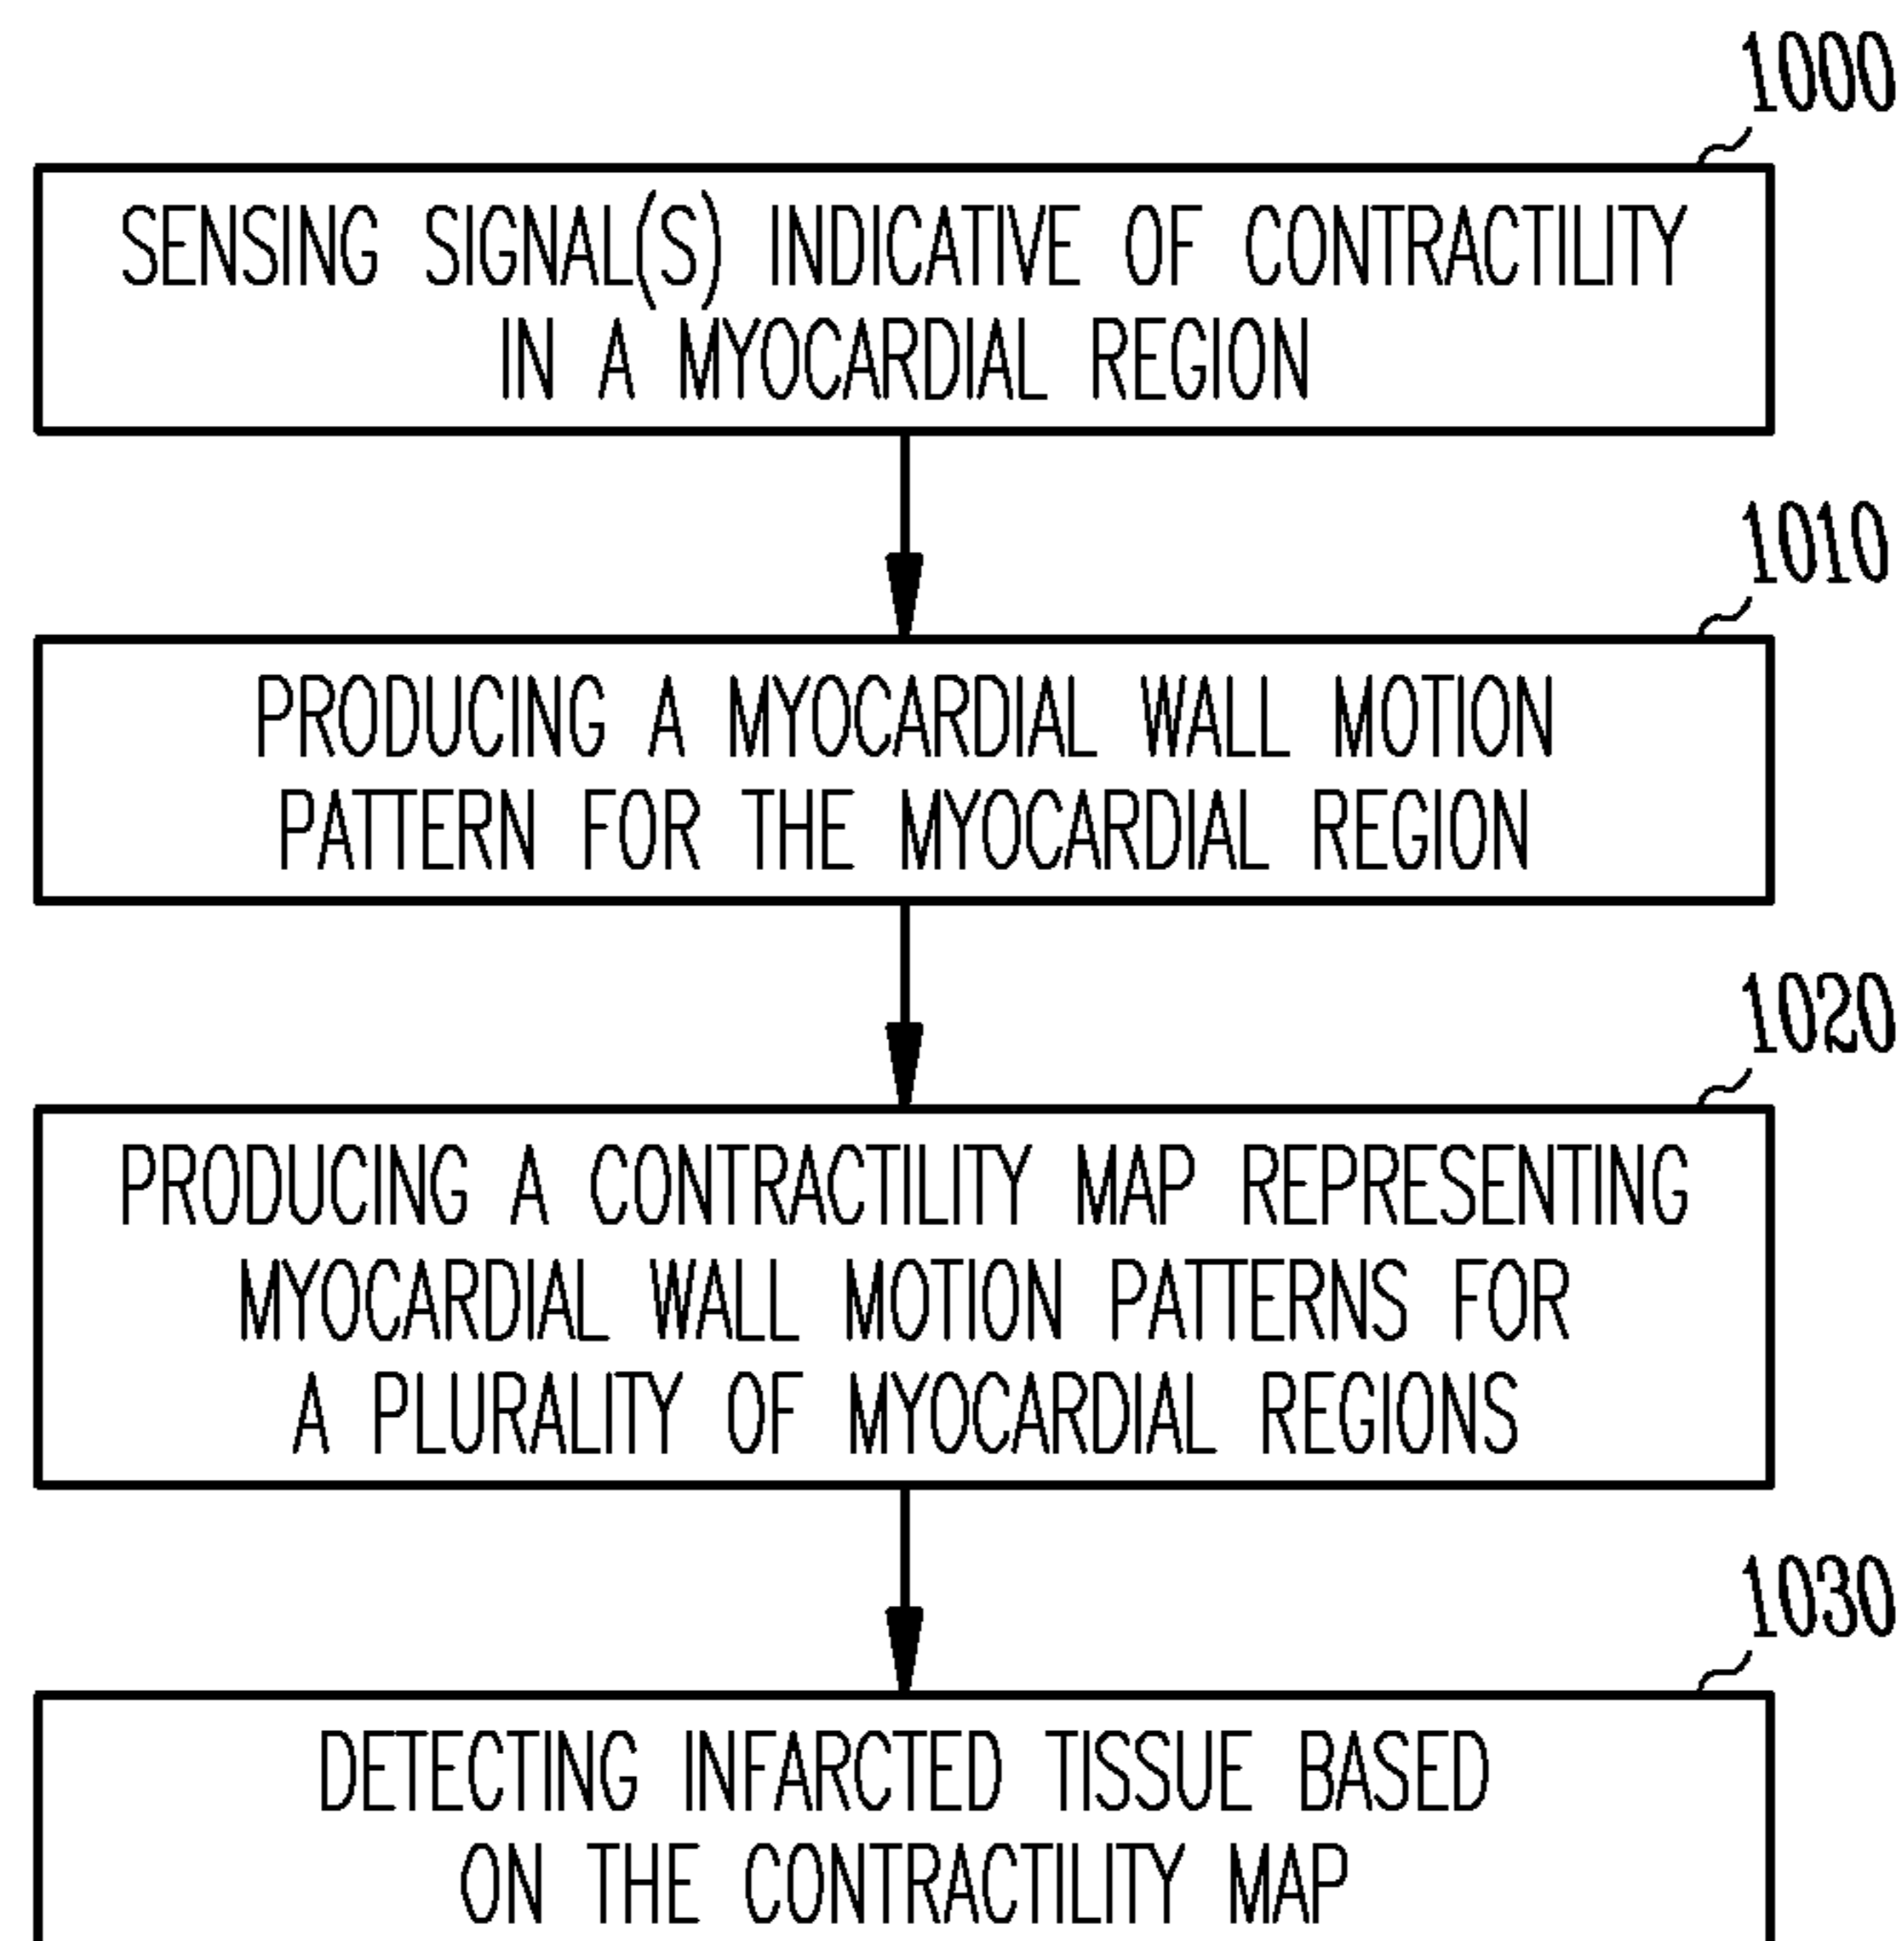 1000
SENSING SIGNAL(S) INDICATIVE OF CONTRACTILITY
IN A MYOCARDIAL REGION
1010
PRODUCING A MYOCARDIAL WALL MOTION
PATTERN FOR THE MYOCARDIAL REGION
1020
PRODUCING A CONTRACTILITY MAP REPRESENTING
MYOCARDIAL WALL MOTION PATTERNS FOR
A PLURALITY OF MYOCARDIAL REGIONS
1030
DETECTING INFARCTED TISSUE BASED
ON THE CONTRACTILITY MAP